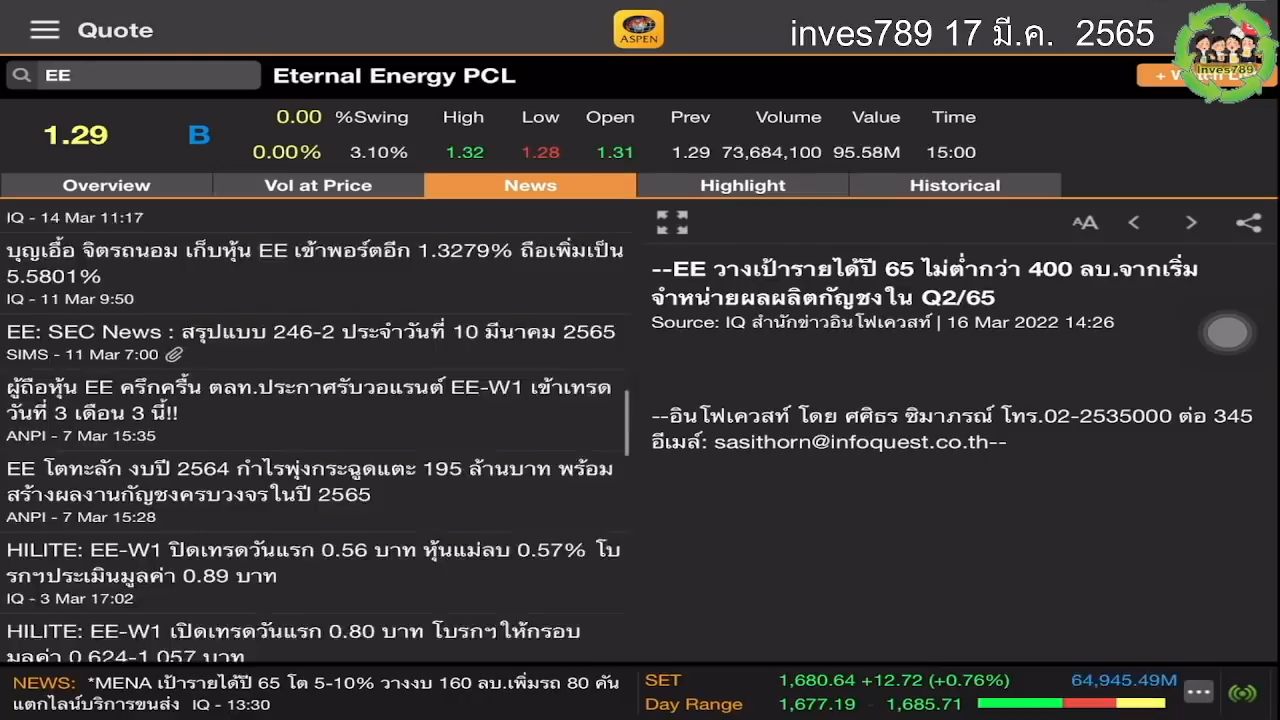 Quote
ASPEN
inves789 17 มี.ค. 2565
Inves789
EE
Eternal Energy PCL
1.29 B
0.00 %Swing High Low Open Prev Volume Value Time
0.00% 3.10% 1.32 1.28 1.31 1.29 73,684,100 95.58M 15:00
Overview Vol at Price News Highlight Historical
IQ - 14 Mar 11:17
บุญเอื้อ จิตรถนอม เก็บหุ้น EE เข้าพอร์ตอีก 1.3279% ถือเพิ่มเป็น
5.5801%
IQ - 11 Mar 9:50
EE: SEC News : สรุปแบบ 246-2 ประจำวันที่ 10 มีนาคม 2565
SIMS - 11 Mar 7:00
ผู้ถือหุ้น EE ครึกครื้น ตลท.ประกาศรับวอแรนต์ EE-W1 เข้าเทรด
วันที่ 3 เดือน 3 นี้!!
ANPI - 7 Mar 15:35
EE โตทะลัก งบปี 2564 กำไรพุ่งกระฉูดแตะ 195 ล้านบาท พร้อม
สร้างผลงานกัญชงครบวงจรในปี 2565
ANPI - 7 Mar 15:28
HILITE: EE-W1 ปิดเทรดวันแรก 0.56 บาท หุ้นแม่ลบ 0.57% โบ
รกฯประเมินมูลค่า 0.89 บาท
IQ - 3 Mar 17:02
HILITE: EE-W1 เปิดเทรดวันแรก 0.80 บาท โบรกฯให้กรอบ
มูลค่า 0.624-1.057 บาท
AA
--EE วางเป้ารายได้ปี 65 ไม่ต่ำกว่า 400 ลบ.จากเริ่ม
จำหน่ายผลผลิตกัญชงใน Q2/65
Source: IQ สำนักข่าวอินโฟเควสท์ | 16 Mar 2022 14:26
--อินโฟเควสท์ โดย ศศิธร ซิมาภรณ์ โทร.02-2535000 ต่อ 345
อีเมล์: sasithorn@infoquest.co.th--
NEWS: *MENA เป้ารายได้ปี 65 โต 5-10% วางงบ 160 ลบ.เพิ่มรถ 80 คัน
แตกไลน์บริการขนส่ง IQ - 13:30
SET 1,680.64 +12.72 (+0.76%) 64,945.49M
Day Range 1,677.19 - 1,685.71